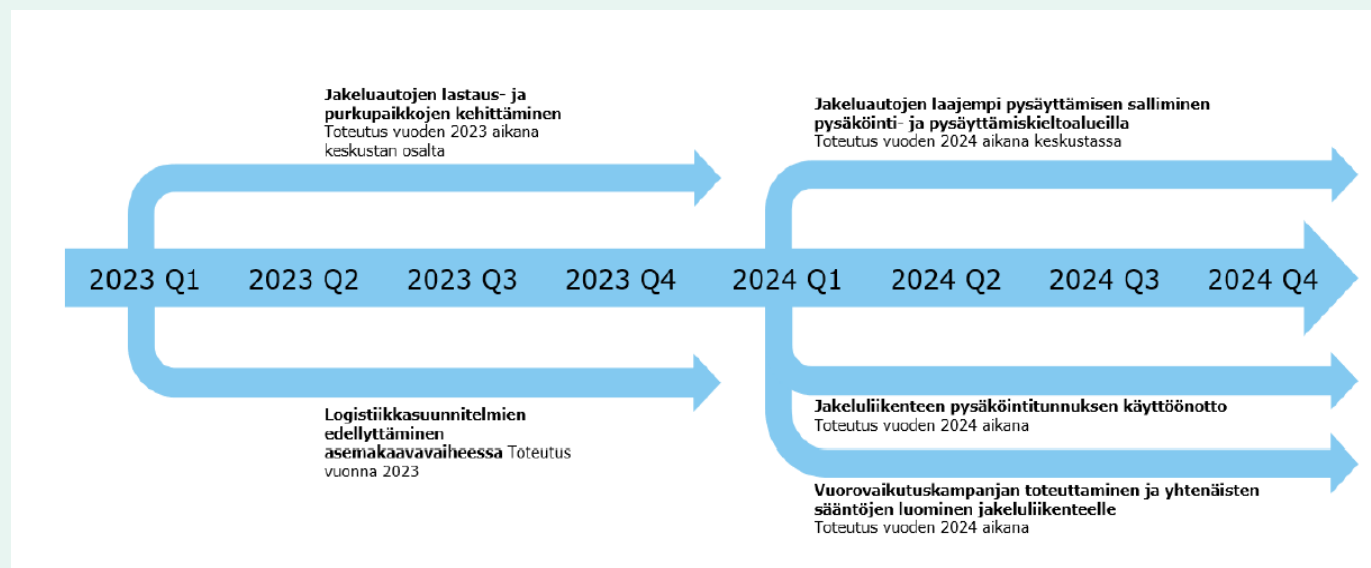 Jakeluautojen lastaus- ja
purkupaikkojen kehittäminen
Toteutus vuoden 2023 aikana
keskustan osalta
Jakeluautojen laajempi pysäyttämisen salliminen
pysäköinti- ja pysäyttämiskieltoalueilla
Toteutus vuoden 2024 aikana keskustassa
2023 Q1 2023 Q2 2023 Q3 2023 Q4 2024 Q1 2024 Q2 2024 Q3 2024 Q4
Logistiikkasuunnitelmien
edellyttäminen
asemakaavavaiheessa Toteutus
vuonna 2023
Jakeluliikenteen pysäköintitunnuksen käyttöönotto
Toteutus vuoden 2024 aikana
Vuorovaikutuskampanjan toteuttaminen ja yhtenäisten
sääntöjen luominen jakeluliikenteelle
Toteutus vuoden 2024 aikana